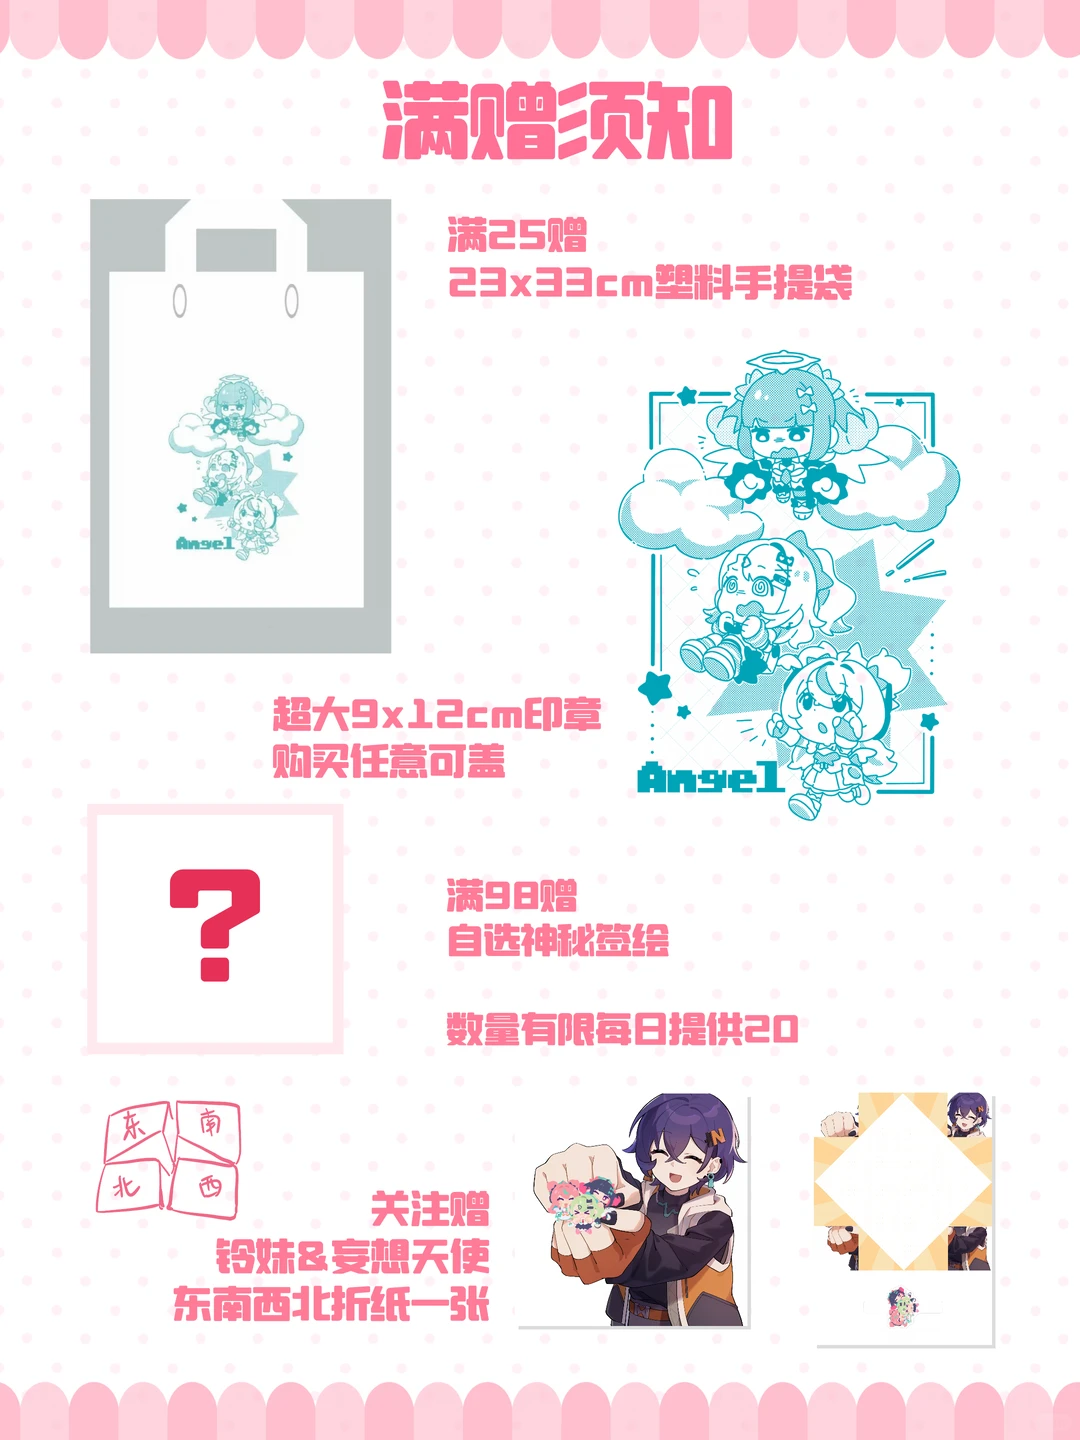 满赠须知
满25赠
23x33cm塑料手提袋
Angel
超大9x12cm印章
购买任意可盖
Angel
?
满98赠
自选神秘签绘
数量有限每日提供20
东 南
北 西
N
关注赠
铃妹&妄想天使
东南西北折纸一张